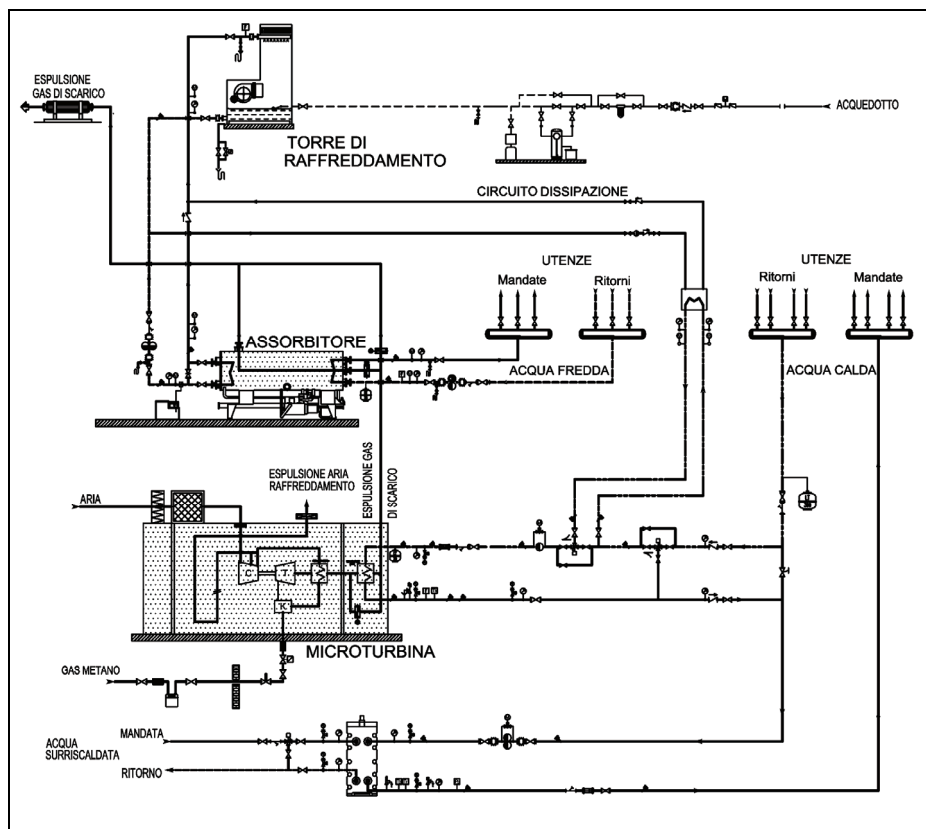 ESPULSIONE
GAS DI SCARICO
TORRE DI
RAFFREDDAMENTO
ACQUEDOTTO
CIRCUITO DISSIPAZIONE
UTENZE
Mandate
Ritorni
UTENZE
Ritorni
Mandate
ASSORBITORE
ACQUA FREDDA
ACQUA CALDA
ESPULSIONE GAS
DI SCARICO
ESPULSIONE ARIA
RAFFREDDAMENTO
ARIA
C
T
K
MICROTURBINA
GAS METANO
MANDATA
ACQUA
SURRISCALDATA
RITORNO